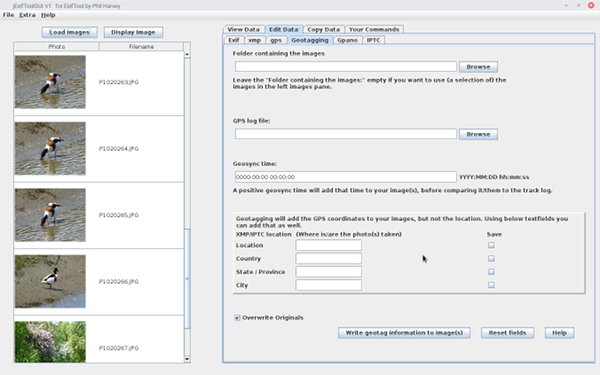 jExifToolGUI V1 for ExifTool by Phil Harvey
File Extra Help
Load Images Display Image
Photo Filename
P1020263.JPG
P1020264.JPG
P1020265.JPG
P1020266.JPG
P1020267.JPG
View Data Edit Data Copy Data Your Commands
Exif xmp gps Geotagging Gpano IPTC
Folder containing the images
Browse
Leave the "Folder containing the images:" empty if you want to use (a selection of) the
images in the left images pane.
GPS log file:
Browse
Geosync time:
0000:00:00 00:00:00 YYYY:MM:DD hh:mm:ss
A positive geosync time will add that time to your image(s), before comparing it/them to the track log.
Geotagging will add the GPS coordinates to your images, but not the location. Using below textfields you
can add that as well.
XMP/IPTC location (Where is/are the photo(s) taken) Save
Location
Country
State / Province
City
Overwrite Originals
Write geotag information to image(s) Reset fields Help